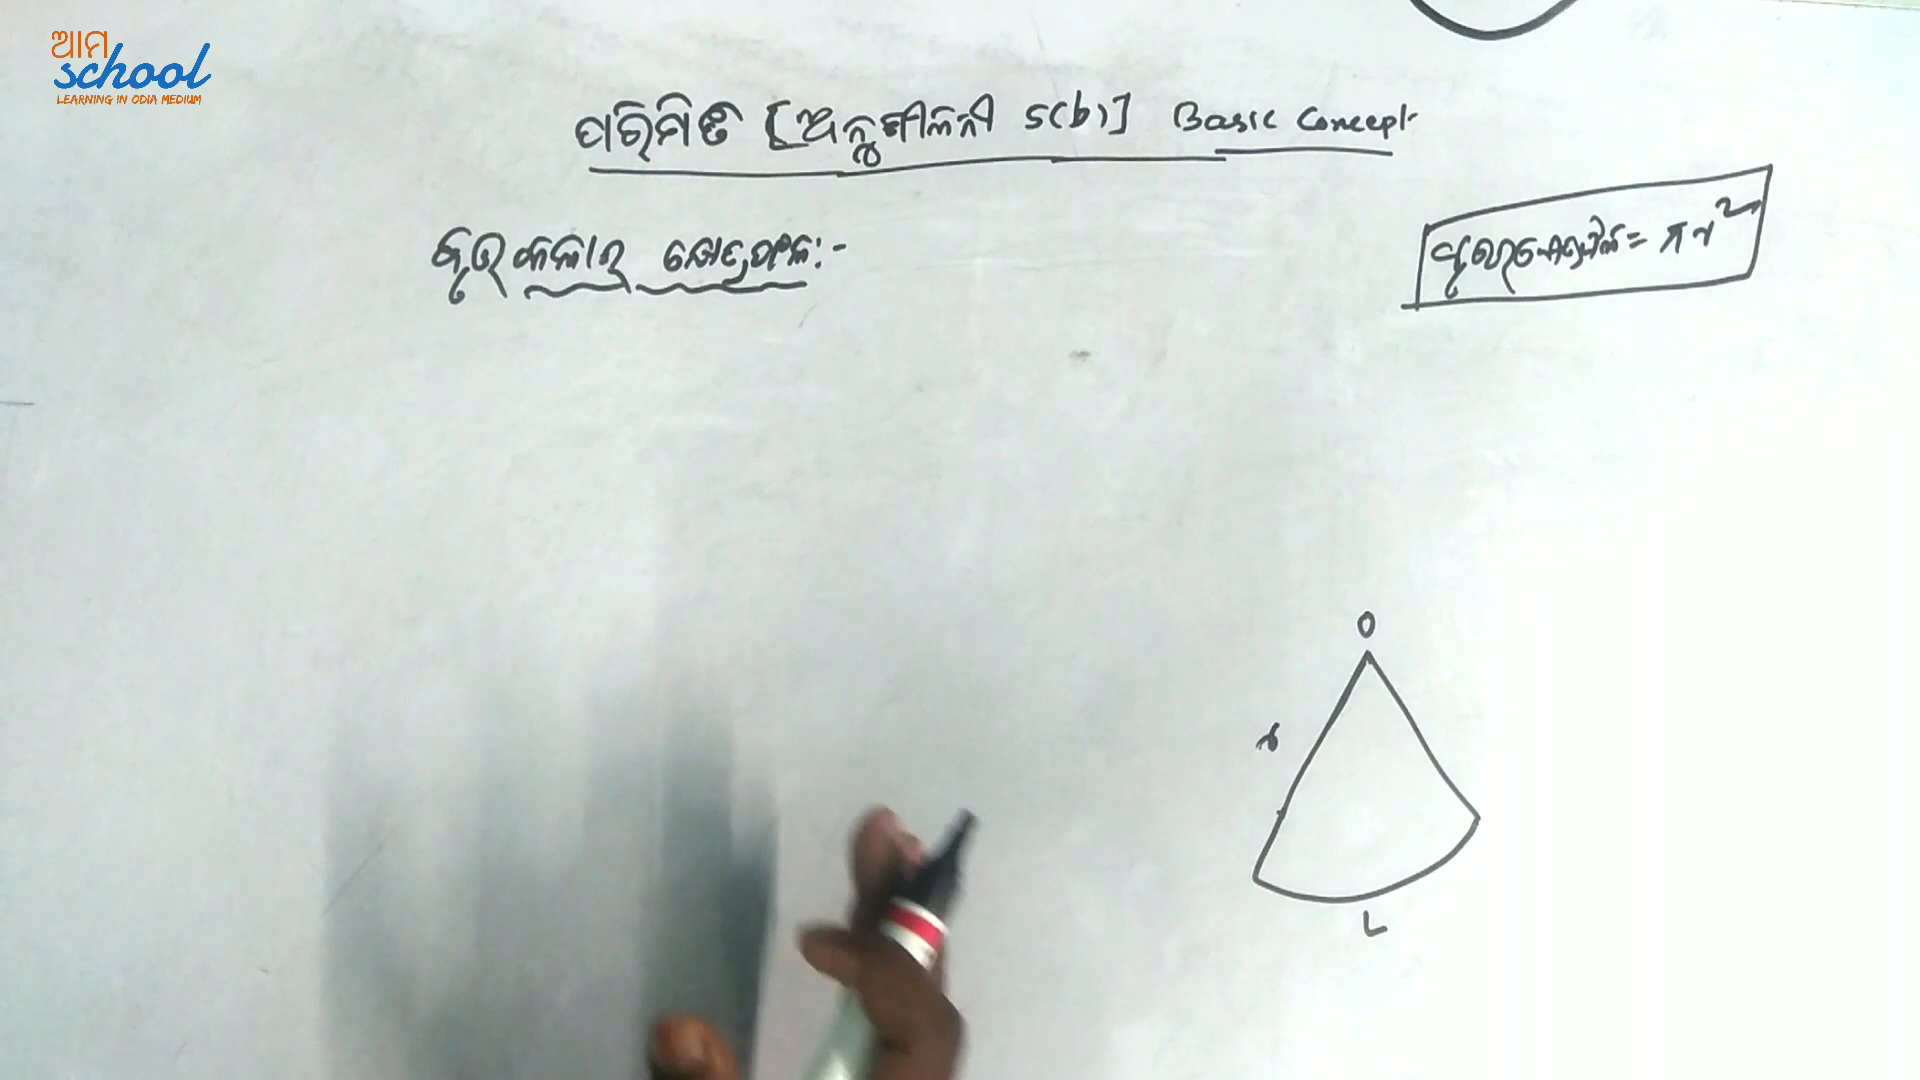 ଆମ
school
LEARNING IN ODIA MEDIUM
ପରିମିତି [ଅନୁଶୀଳନୀ 5(b)] Basic Concept
ବୃତ୍ତକଳାର କ୍ଷେତ୍ରଫଳ:-
ବୃତ୍ତର କ୍ଷେତ୍ରଫଳ = πr²
O
r
L